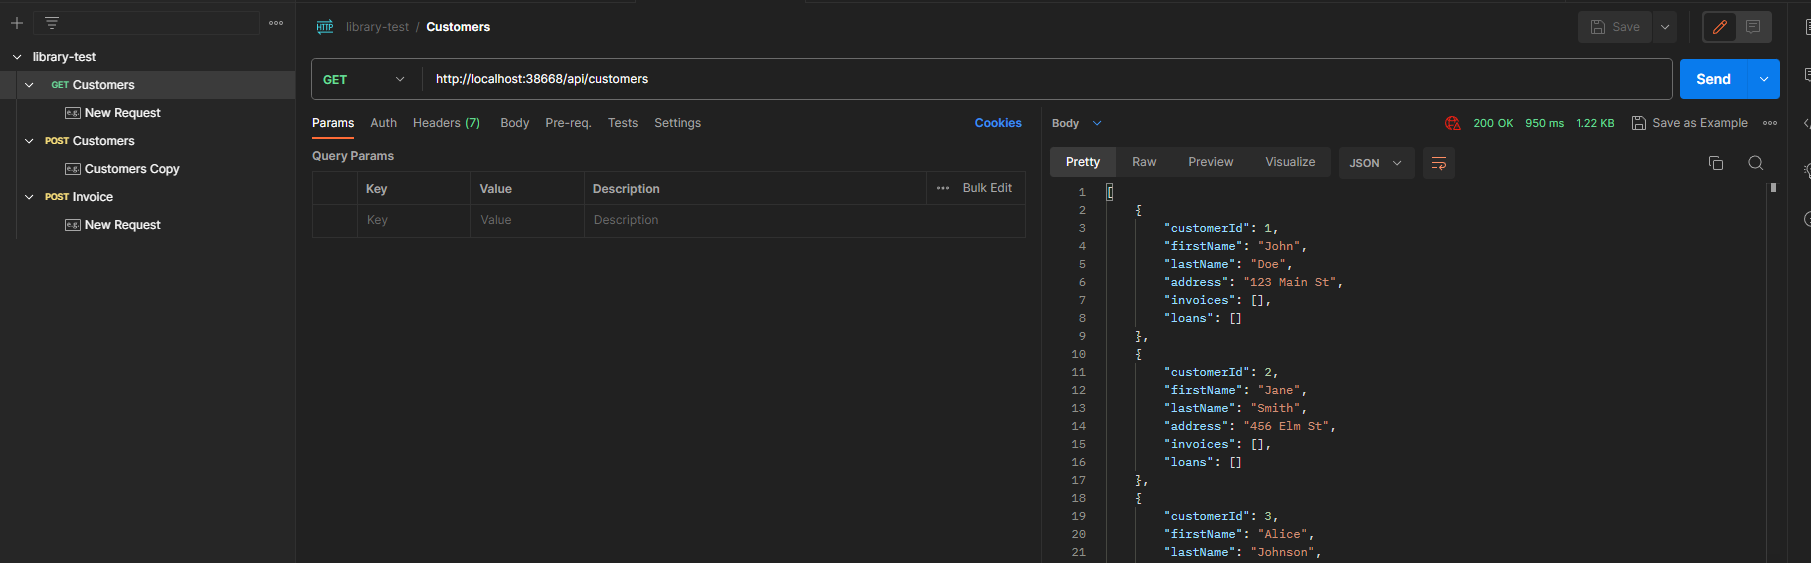 library-test
GET Customers
e.g. New Request
POST Customers
e.g. Customers Copy
POST Invoice
e.g. New Request
HTTP library-test / Customers
Save
GET http://localhost:38668/api/customers
Send
Params Auth Headers (7) Body Pre-req. Tests Settings Cookies
Query Params
Key Value Description Bulk Edit
Key Value Description
Body 200 OK 950 ms 1.22 KB Save as Example
Pretty Raw Preview Visualize JSON
1 [
2 {
3 "customerId": 1,
4 "firstName": "John",
5 "lastName": "Doe",
6 "address": "123 Main St",
7 "invoices": [],
8 "loans": []
9 },
10 {
11 "customerId": 2,
12 "firstName": "Jane",
13 "lastName": "Smith",
14 "address": "456 Elm St",
15 "invoices": [],
16 "loans": []
17 },
18 {
19 "customerId": 3,
20 "firstName": "Alice",
21 "lastName": "Johnson",